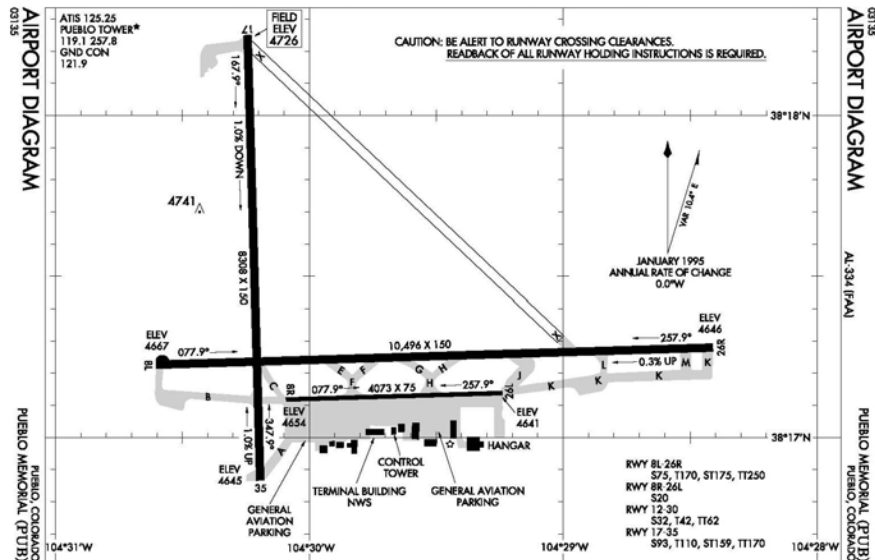 03135
AIRPORT DIAGRAM
ATIS 125.25
PUEBLO TOWER*
119.1 257.8
GND CON
121.9
17
FIELD
ELEV
4726
CAUTION: BE ALERT TO RUNWAY CROSSING CLEARANCES.
READBACK OF ALL RUNWAY HOLDING INSTRUCTIONS IS REQUIRED.
03135
AIRPORT DIAGRAM
X
167.9°
1.0% DOWN
38°18'N
VAR 10.4° E
4741
8308 X 150
JANUARY 1995
ANNUAL RATE OF CHANGE
0.0°W
AL-334 (FAA)
X
ELEV
4646
ELEV
4667
077.9°
10,496 X 150
257.9°
8L
26R
E F G H
0.3% UP
L M K
J
F H
K K K
B
C
8R
077.9°
4073 X 75
257.9°
26L
ELEV
4654
ELEV
4641
347.9°
1.0% UP
A
38°17'N
HANGAR
ELEV
4645
35
CONTROL
TOWER
TERMINAL BUILDING
NWS
GENERAL AVIATION
PARKING
GENERAL
AVIATION
PARKING
RWY 8L-26R
S75, T170, ST175, TT250
RWY 8R-26L
S20
RWY 12-30
S32, T42, TT62
RWY 17-35
S93, T110, ST159, TT170
104°31'W
104°30'W
104°29'W
104°28'W
PUEBLO, COLORADO
PUEBLO MEMORIAL (PUB)
PUEBLO, COLORADO
PUEBLO MEMORIAL (PUB)